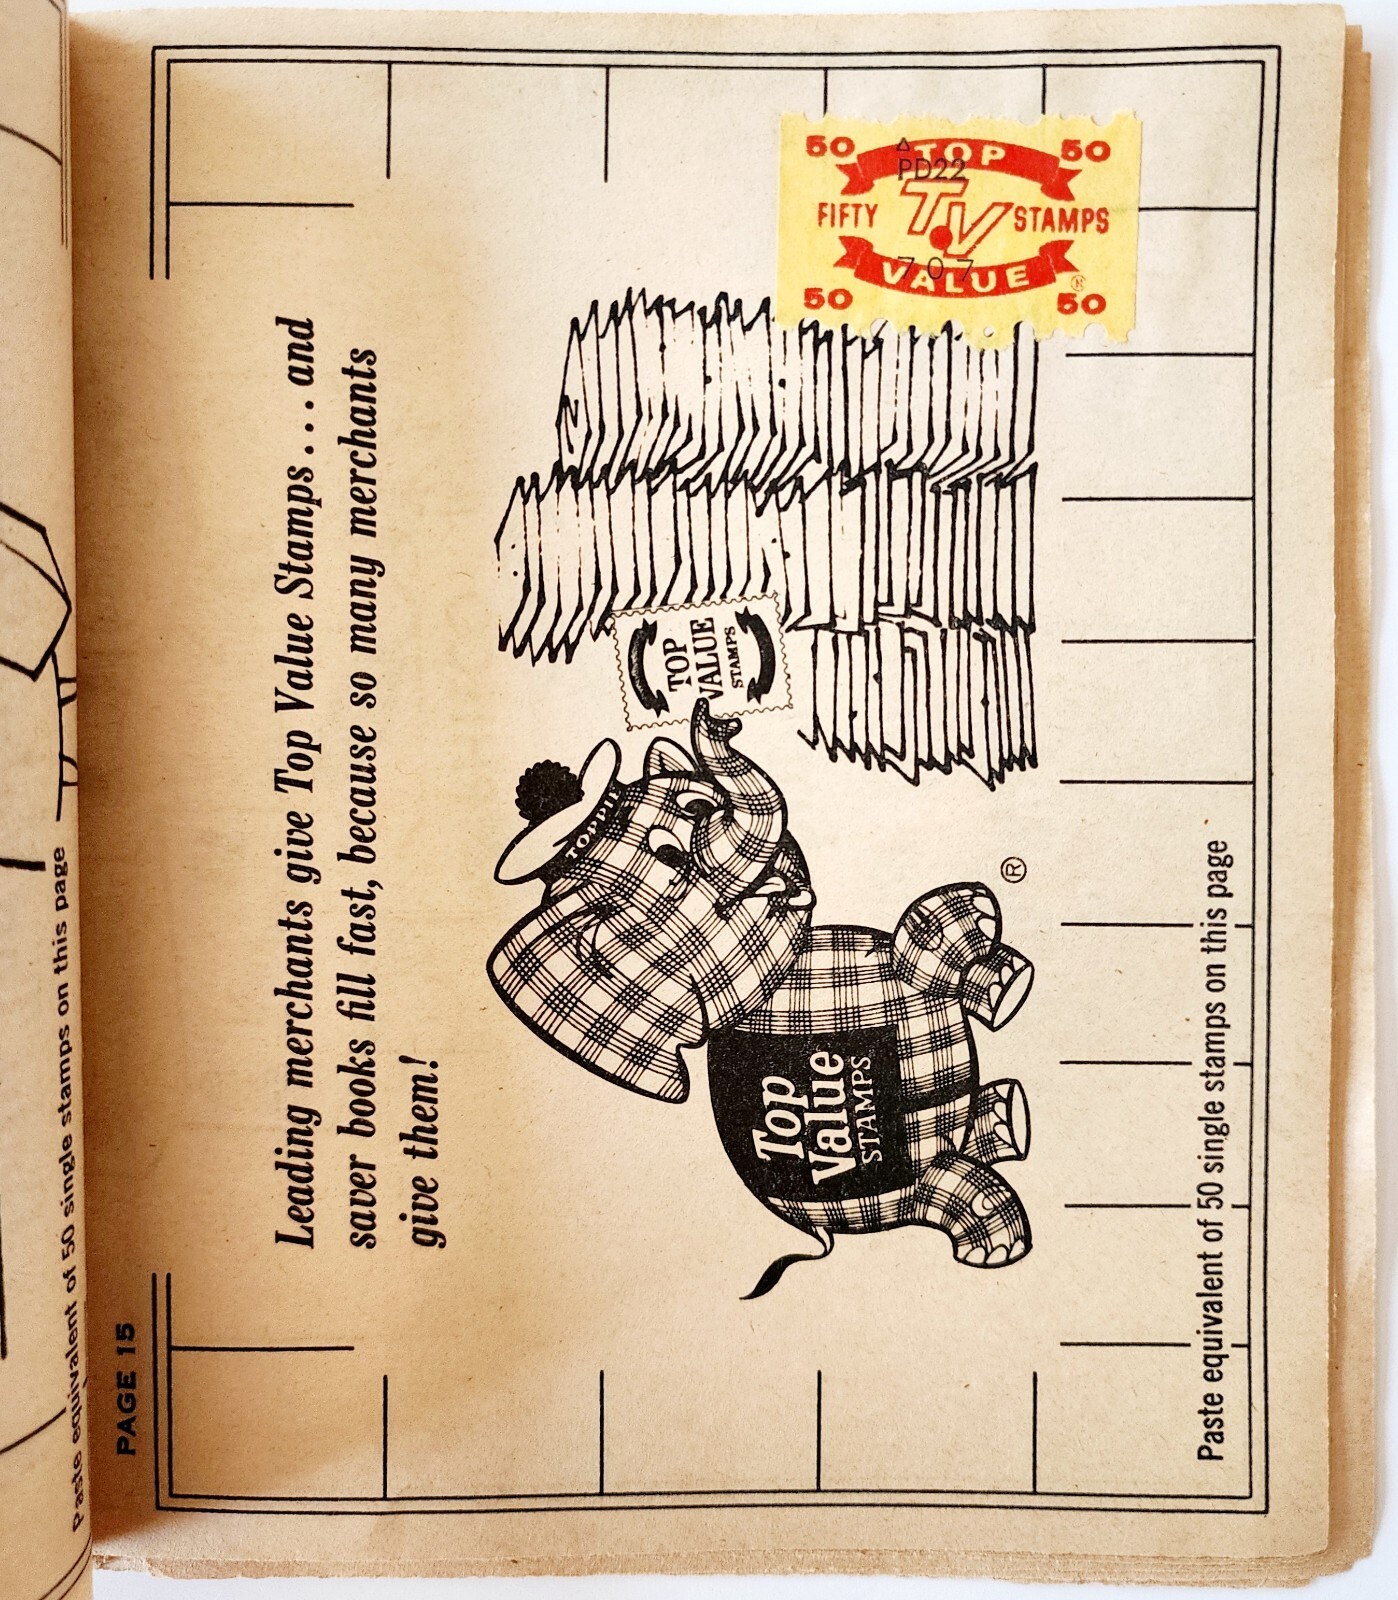 PAGE 15
Leading merchants give Top Value Stamps . . . and
saver books fill fast, because so many merchants
give them!
TOPPIE
TOP
VALUE
STAMPS
Top
Value
STAMPS
®
Paste equivalent of 50 single stamps on this page
50 TOP 50
PD22
FIFTY TV STAMPS
707
VALUE ®
50 50
Paste equivalent of 50 single stamps on this page